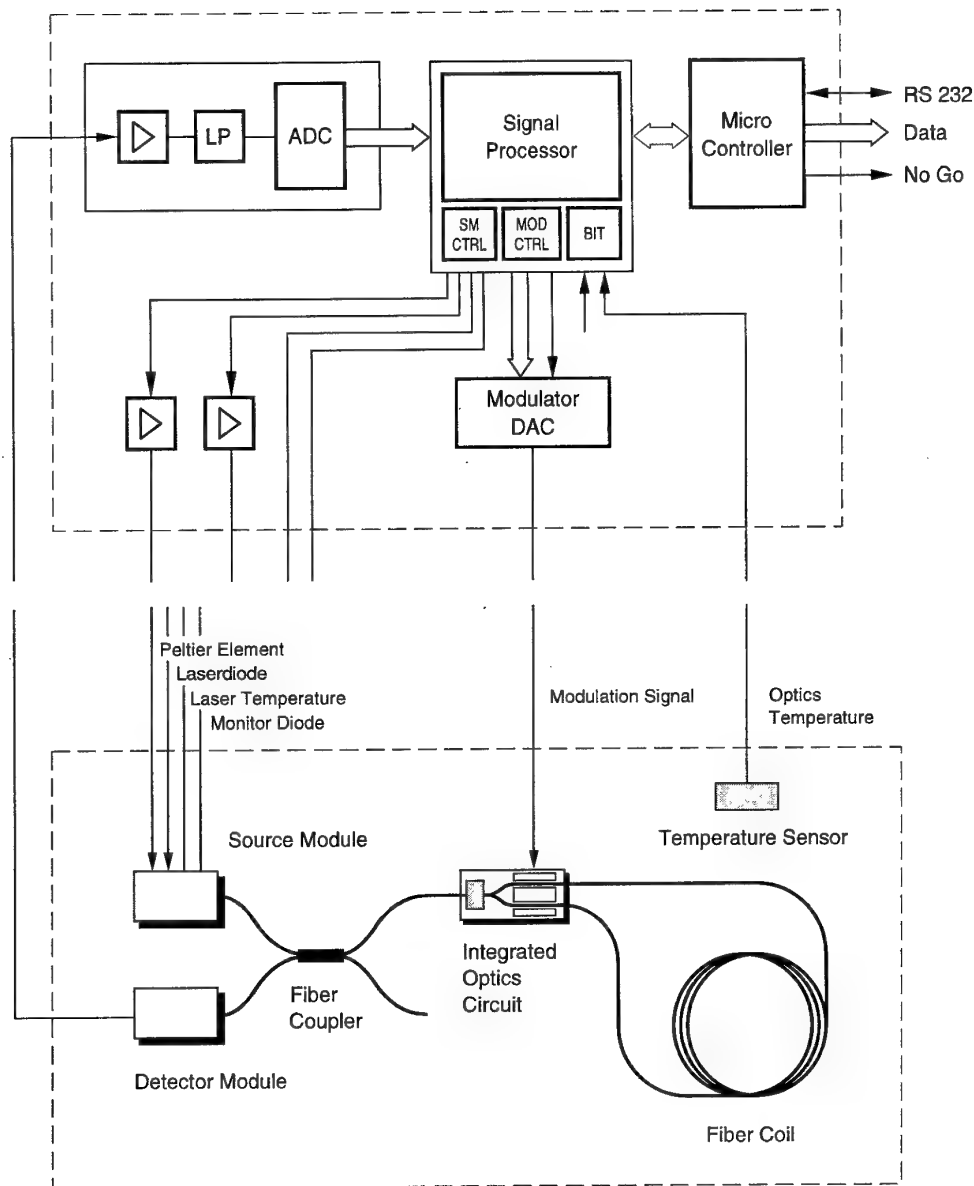 LP
ADC
Signal
Processor
Micro
Controller
RS 232
Data
No Go
SM
CTRL
MOD
CTRL
BIT
Modulator
DAC
Peltier Element
Laserdiode
Laser Temperature
Monitor Diode
Modulation Signal
Optics
Temperature
Source Module
Temperature Sensor
Integrated
Optics
Circuit
Fiber
Coupler
Detector Module
Fiber Coil